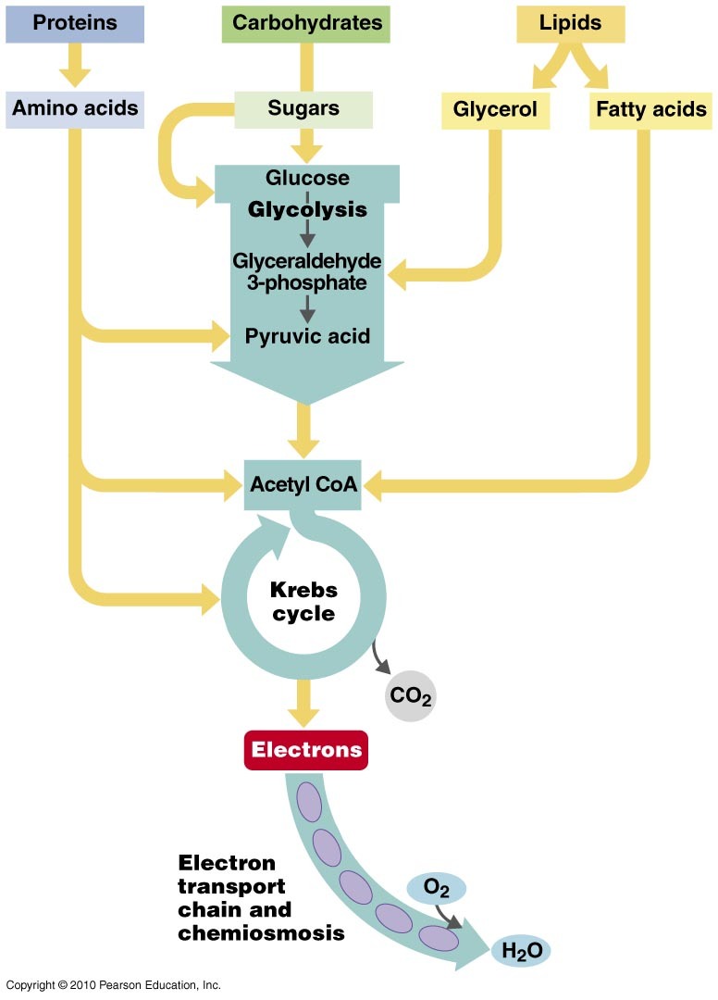 Proteins
Carbohydrates
Lipids
Amino acids
Sugars
Glycerol
Fatty acids
Glucose
Glycolysis
Glyceraldehyde
3-phosphate
Pyruvic acid
Acetyl CoA
Krebs
cycle
CO₂
Electrons
Electron
transport
chain and
chemiosmosis
O₂
H₂O
Copyright © 2010 Pearson Education, Inc.